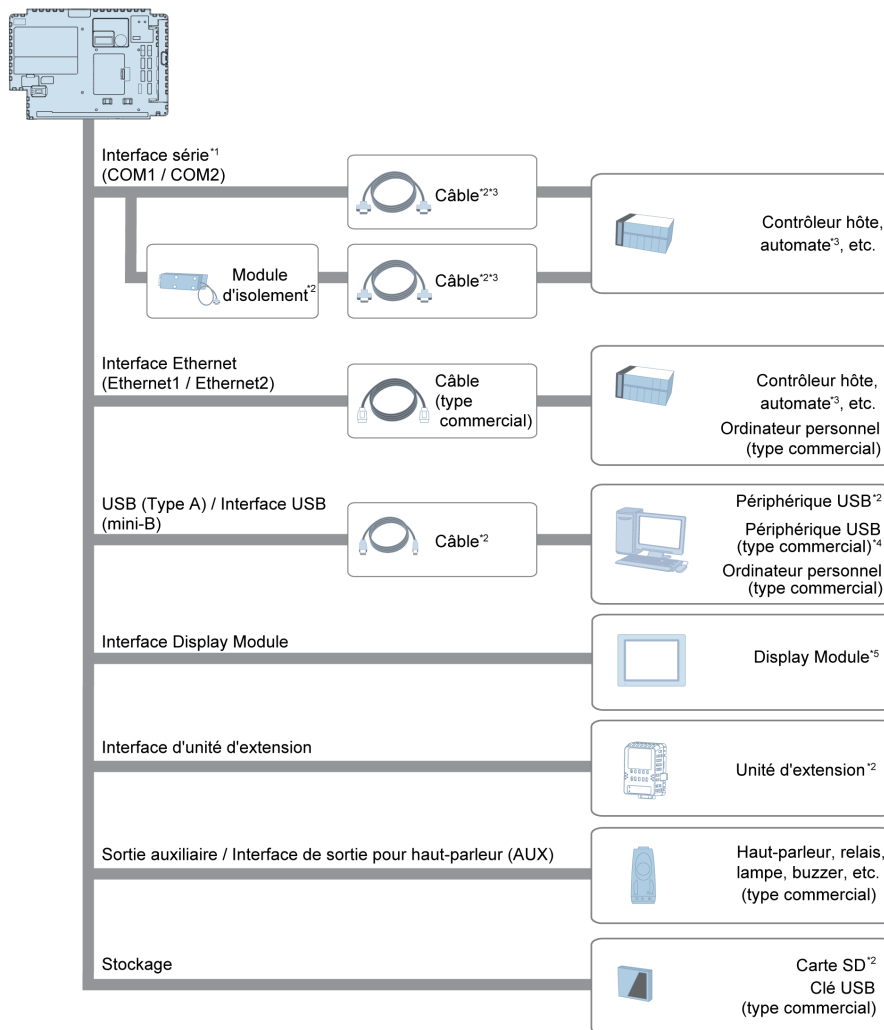 Interface série*1
(COM1 / COM2)
Câble*2*3
Contrôleur hôte,
automate*3, etc.
Module
d'isolement*2
Câble*2*3
Interface Ethernet
(Ethernet1 / Ethernet2)
Câble
(type
commercial)
Contrôleur hôte,
automate*3, etc.
Ordinateur personnel
(type commercial)
USB (Type A) / Interface USB
(mini-B)
Câble*2
Périphérique USB*2
Périphérique USB
(type commercial)*4
Ordinateur personnel
(type commercial)
Interface Display Module
Display Module*5
Interface d'unité d'extension
Unité d'extension*2
Sortie auxiliaire / Interface de sortie pour haut-parleur (AUX)
Haut-parleur, relais,
lampe, buzzer, etc.
(type commercial)
Stockage
Carte SD*2
Clé USB
(type commercial)